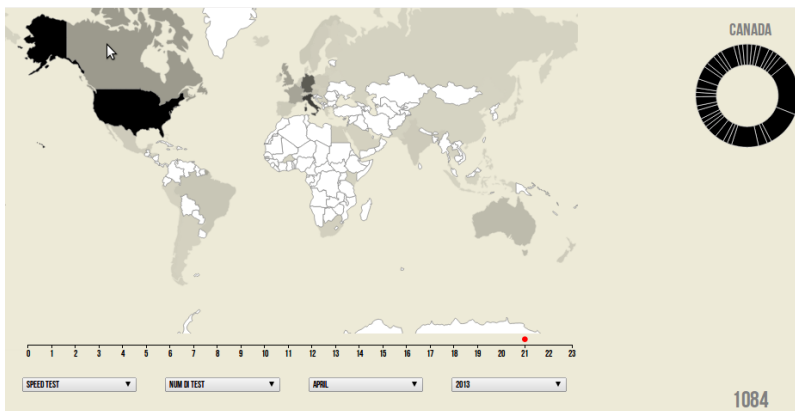 CANADA
0 1 2 3 4 5 6 7 8 9 10 11 12 13 14 15 16 17 18 19 20 21 22 23
SPEED TEST NUM DI TEST APRIL 2013
1084